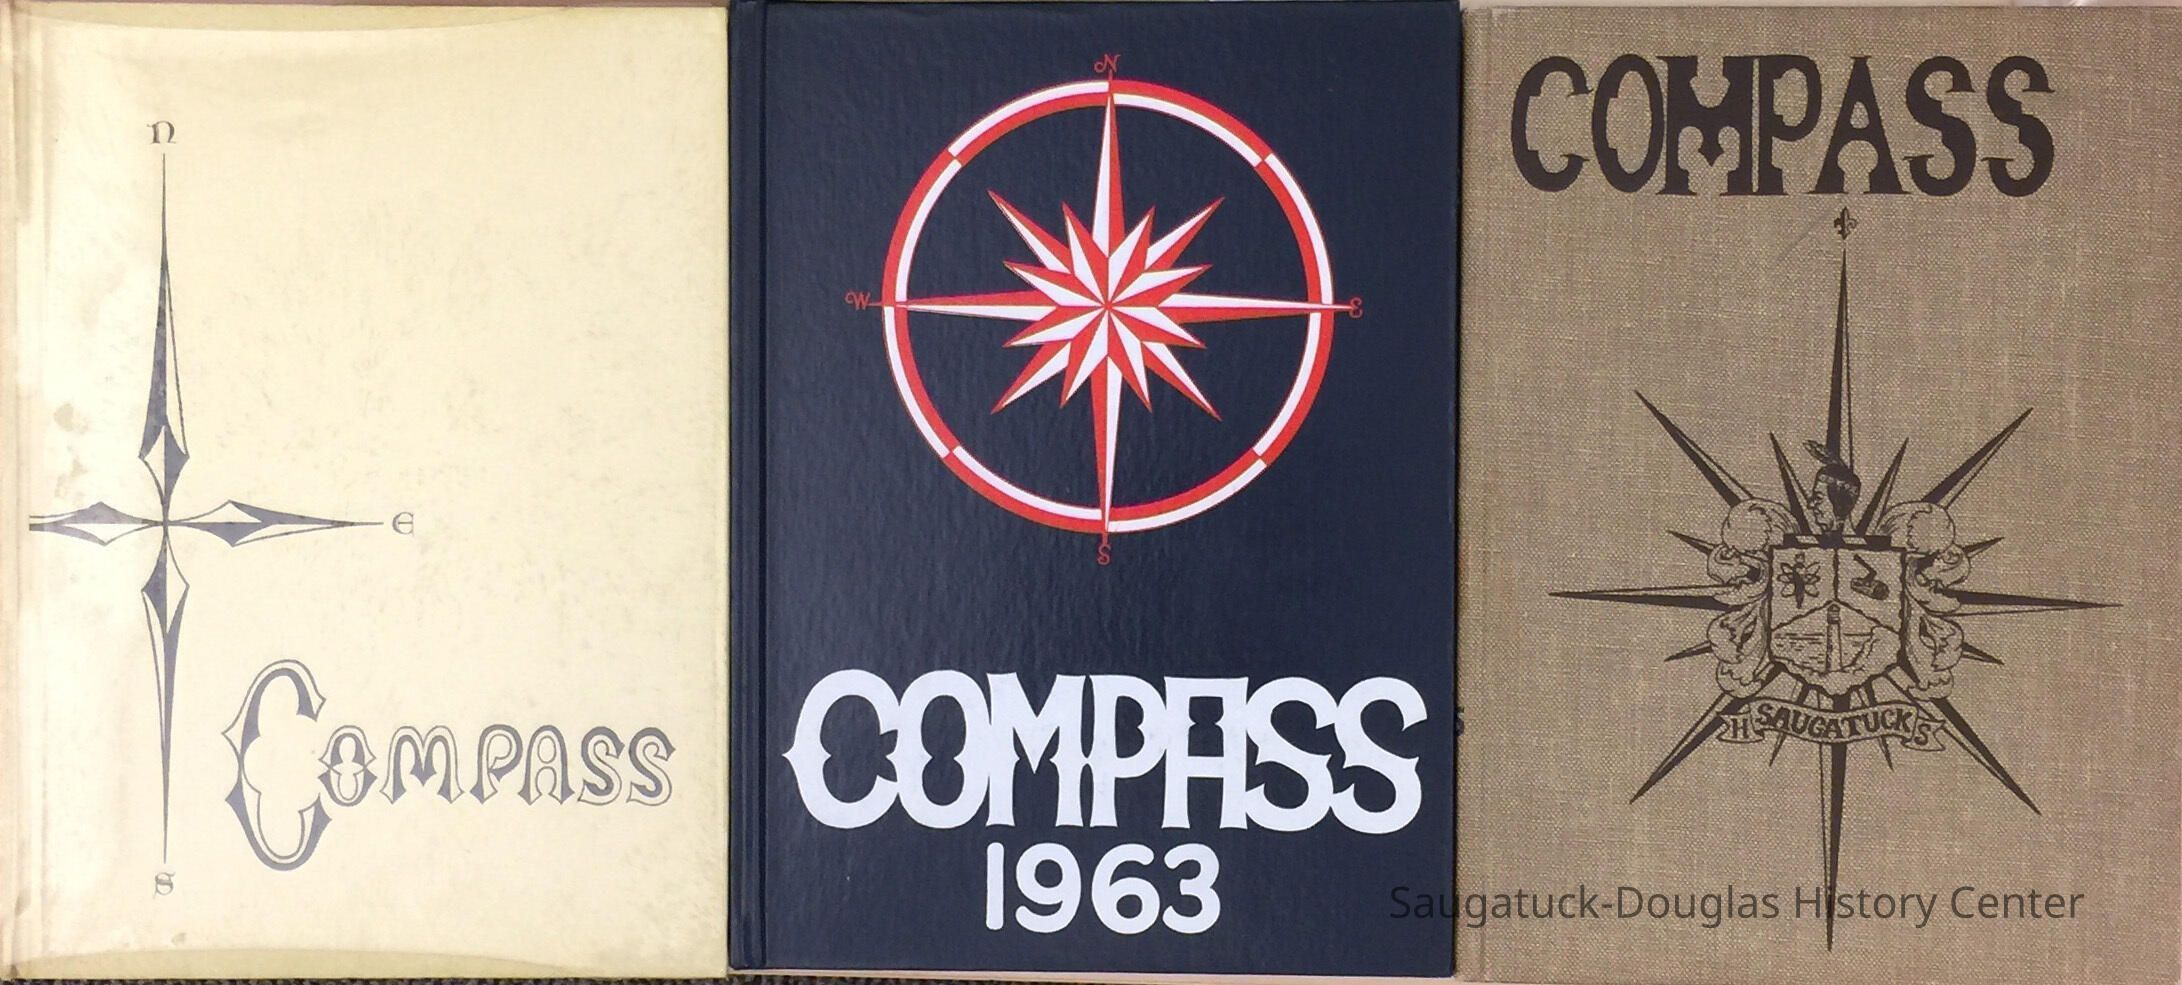 N
E
S
COMPASS
N
W
E
S
COMPASS
1963
COMPASS
H SAUGATUCK S
Saugatuck-Douglas History Center